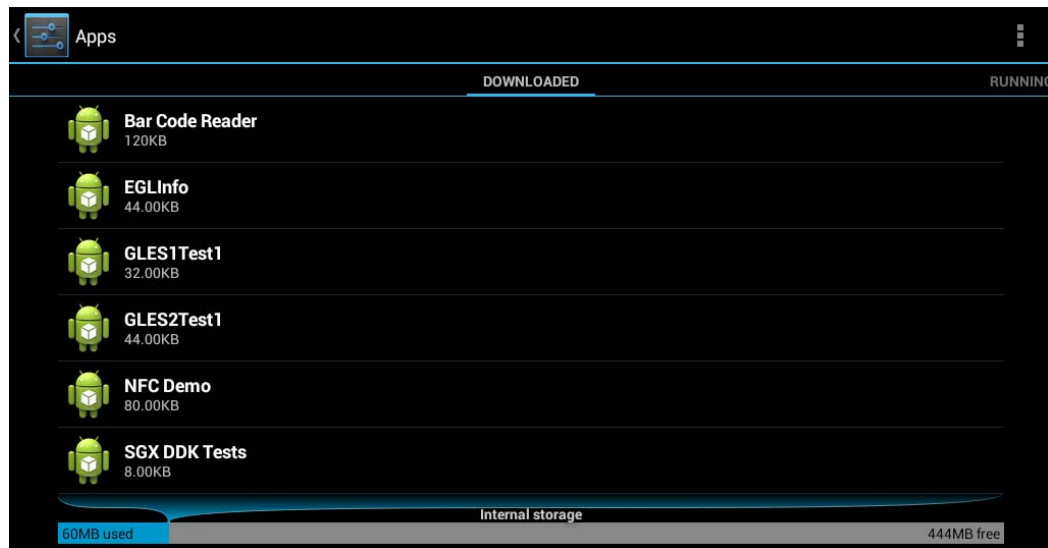 Apps
DOWNLOADED
RUNNING
Bar Code Reader
120KB
EGLInfo
44.00KB
GLES1Test1
32.00KB
GLES2Test1
44.00KB
NFC Demo
80.00KB
SGX DDK Tests
8.00KB
Internal storage
60MB used
444MB free